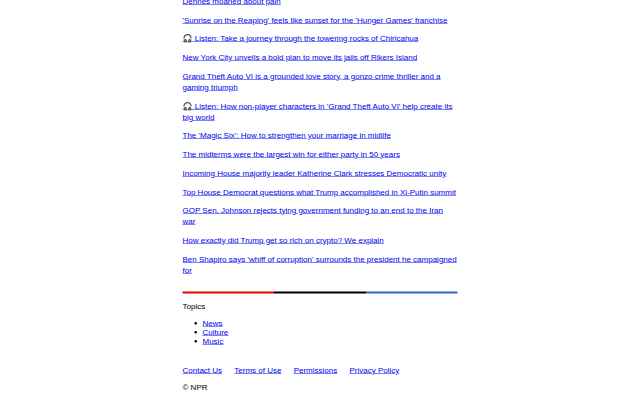 Dennes moaned about pain
'Sunrise on the Reaping' feels like sunset for the 'Hunger Games' franchise
🎧 Listen: Take a journey through the towering rocks of Chiricahua
New York City unveils a bold plan to move its jails off Rikers Island
Grand Theft Auto VI is a grounded love story, a gonzo crime thriller and a
gaming triumph
🎧 Listen: How non-player characters in 'Grand Theft Auto VI' help create its
big world
The 'Magic Six': How to strengthen your marriage in midlife
The midterms were the largest win for either party in 50 years
Incoming House majority leader Katherine Clark stresses Democratic unity
Top House Democrat questions what Trump accomplished in Xi-Putin summit
GOP Sen. Johnson rejects tying government funding to an end to the Iran
war
How exactly did Trump get so rich on crypto? We explain
Ben Shapiro says 'whiff of corruption' surrounds the president he campaigned
for
Topics
News
Culture
Music
Contact Us Terms of Use Permissions Privacy Policy
© NPR